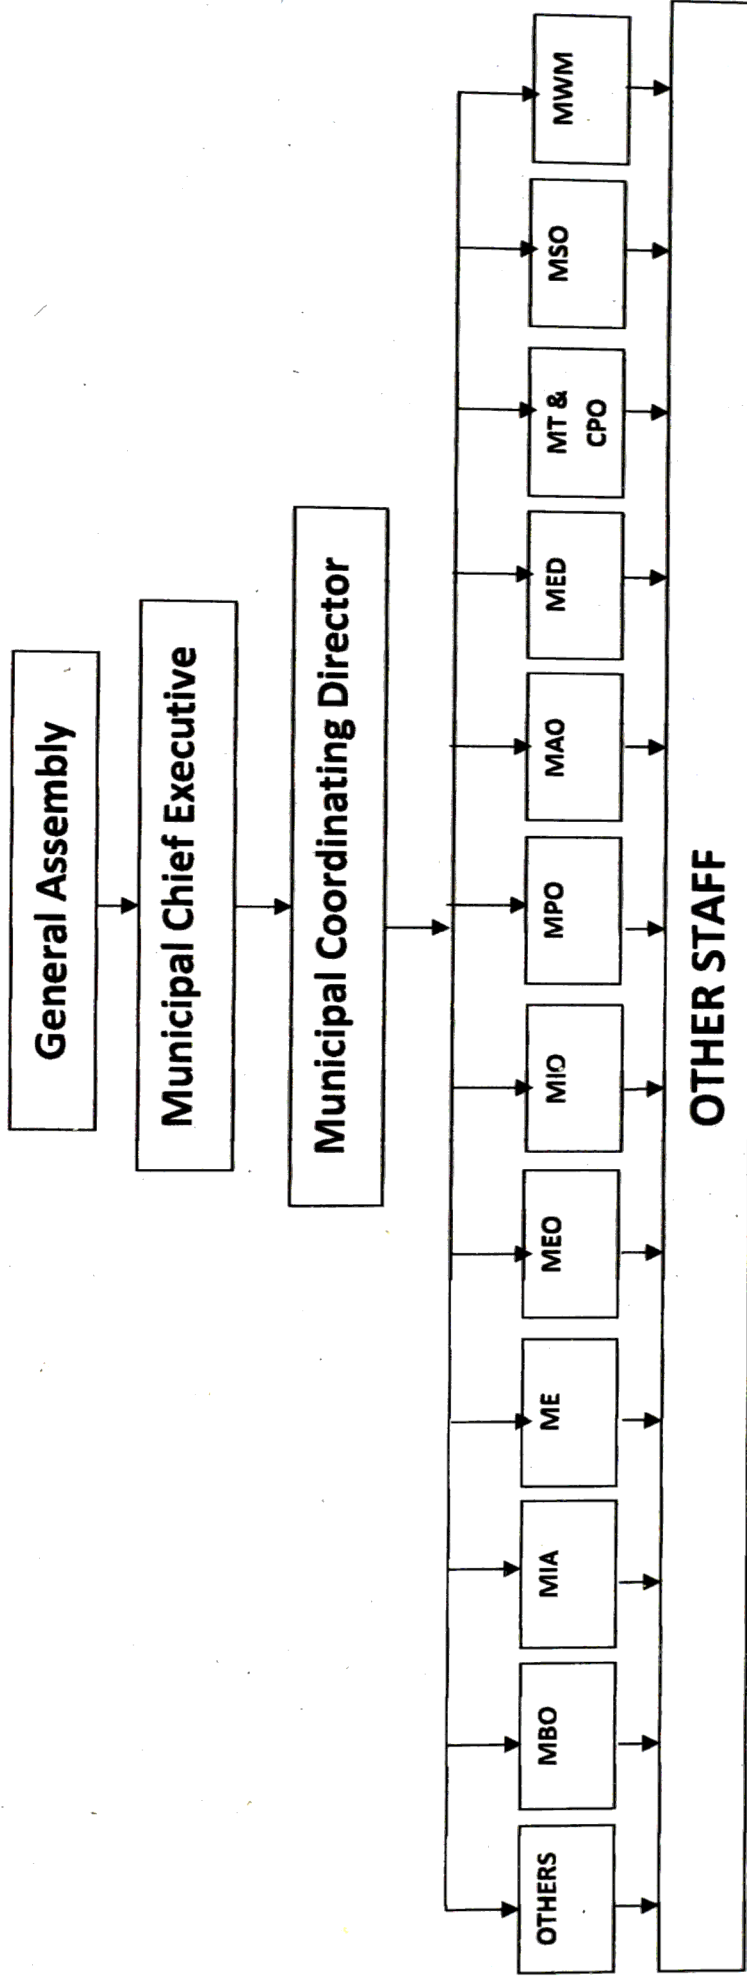 General Assembly
Municipal Chief Executive
Municipal Coordinating Director
OTHERS
MBO
MIA
ME
MEO
MIO
MPO
MAO
MED
MT &
CPO
MSO
MWM
OTHER STAFF